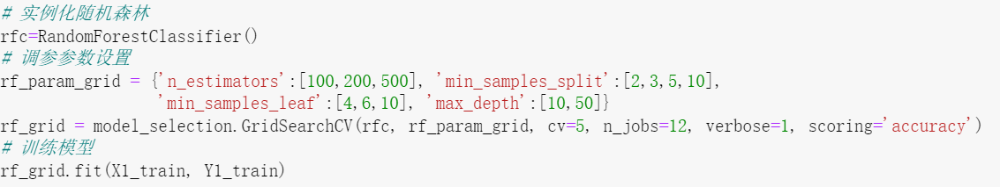 # 实例化随机森林
rfc=RandomForestClassifier()
# 调参参数设置
rf_param_grid = {'n_estimators':[100,200,500], 'min_samples_split':[2,3,5,10],
'min_samples_leaf':[4,6,10], 'max_depth':[10,50]}
rf_grid = model_selection.GridSearchCV(rfc, rf_param_grid, cv=5, n_jobs=12, verbose=1, scoring='accuracy')
# 训练模型
rf_grid.fit(X1_train, Y1_train)